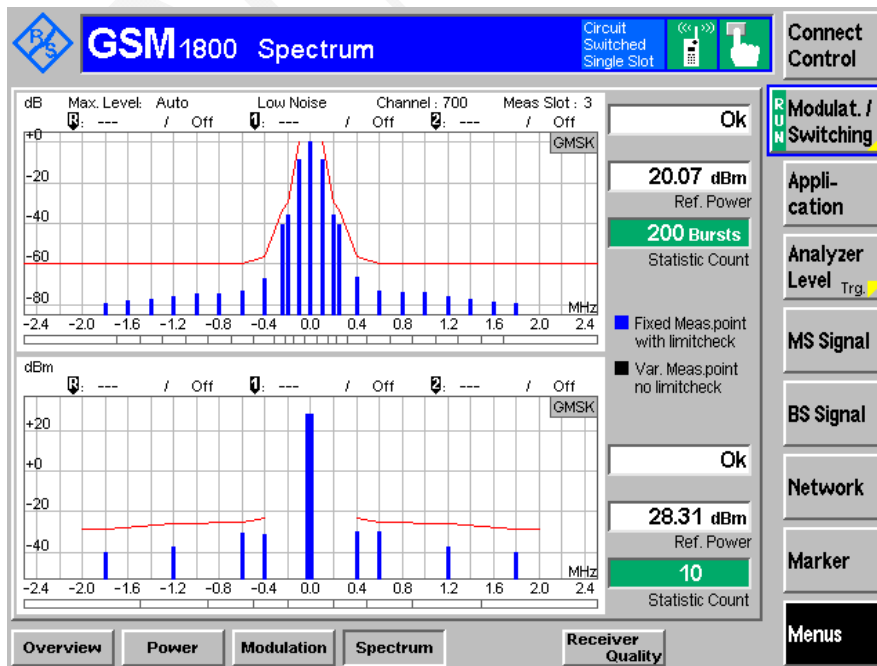 R/S
GSM 1800 Spectrum
Circuit
Switched
Single Slot
Connect
Control
dB Max. Level: Auto Low Noise Channel : 700 Meas Slot : 3
R: --- / Off 1: --- / Off 2: --- / Off
GMSK
+0
-20
-40
-60
-80
MHz
-2.4 -2.0 -1.6 -1.2 -0.8 -0.4 0.0 0.4 0.8 1.2 1.6 2.0 2.4
Ok
20.07 dBm
Ref. Power
200 Bursts
Statistic Count
Fixed Meas.point
with limitcheck
Var. Meas.point
no limitcheck
dBm
R: --- / Off 1: --- / Off 2: --- / Off
GMSK
+20
+0
-20
-40
MHz
-2.4 -2.0 -1.6 -1.2 -0.8 -0.4 0.0 0.4 0.8 1.2 1.6 2.0 2.4
Ok
28.31 dBm
Ref. Power
10
Statistic Count
RUN
Modulat. /
Switching
Appli-
cation
Analyzer
Level Trg.
MS Signal
BS Signal
Network
Marker
Menus
Overview Power Modulation Spectrum Receiver
Quality